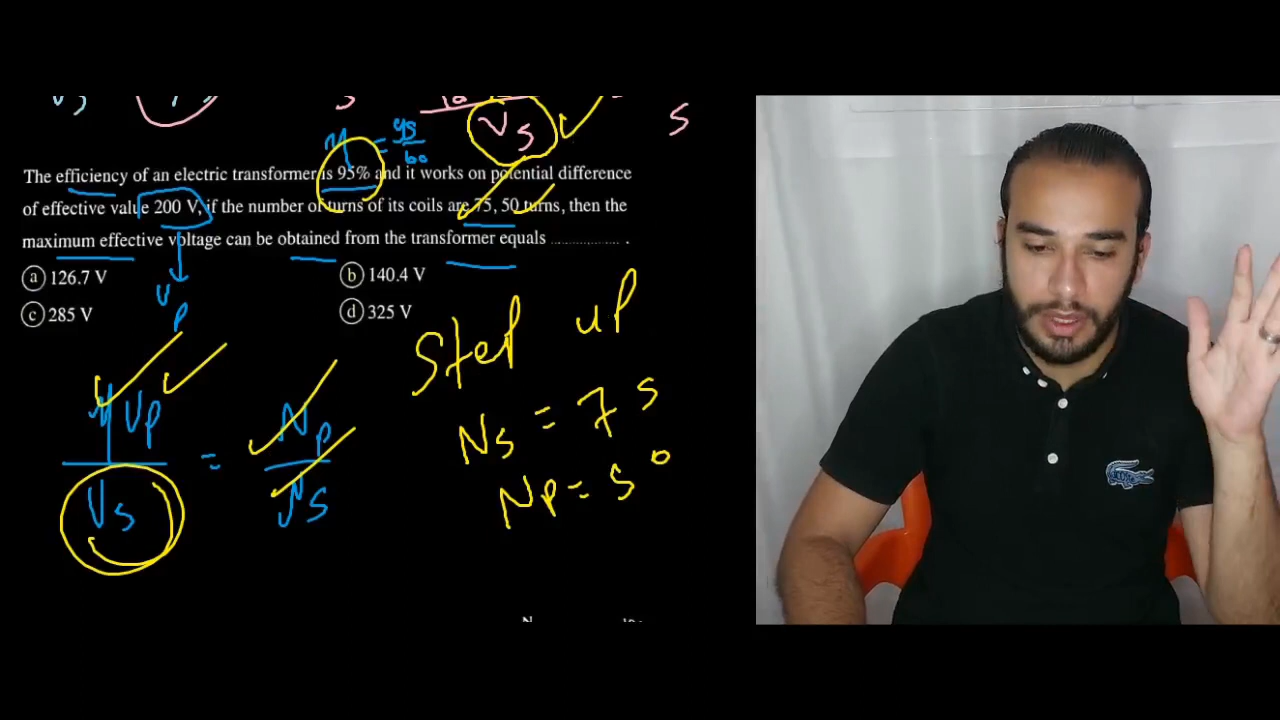 Vs
η = 95/100
The efficiency of an electric transformer is 95% and it works on potential difference
of effective value 200 V, if the number of turns of its coils are 75, 50 turns, then the
maximum effective voltage can be obtained from the transformer equals .................... .
a 126.7 V b 140.4 V
c 285 V d 325 V
Vp
Step up
η Vp / Vs = Np / Ns
Ns = 75
Np = 50